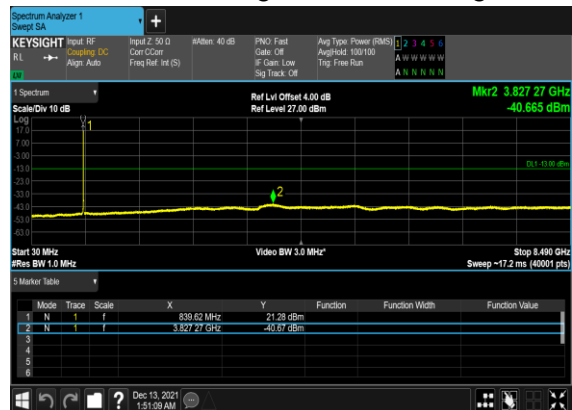 Spectrum Analyzer 1
Swept SA
+
KEYSIGHT Input: RF Input Z: 50 Ω #Atten: 40 dB PNO: Fast Avg Type: Power (RMS) 1 2 3 4 5 6
RL Coupling: DC Corr CCorr Gate: Off Avg|Hold: 100/100 A W W W W W
Align: Auto Freq Ref: Int (S) IF Gain: Low Trig: Free Run
LW Sig Track: Off A N N N N N
1 Spectrum Ref Lvl Offset 4.00 dB Mkr2 3.827 27 GHz
Scale/Div 10 dB Ref Level 27.00 dBm -40.665 dBm
Log
17.0
7.00
-3.00
-13.0
-23.0
-33.0
-43.0
-53.0
-63.0
1
DL1 -13.00 dBm
2
Start 30 MHz Video BW 3.0 MHz* Stop 8.490 GHz
#Res BW 1.0 MHz Sweep ~17.2 ms (40001 pts)
5 Marker Table
Mode Trace Scale X Y Function Function Width Function Value
1 N 1 f 839.62 MHz 21.28 dBm
2 N 1 f 3.827 27 GHz -40.67 dBm
3
4
5
6
? Dec 13, 2021
1:51:09 AM